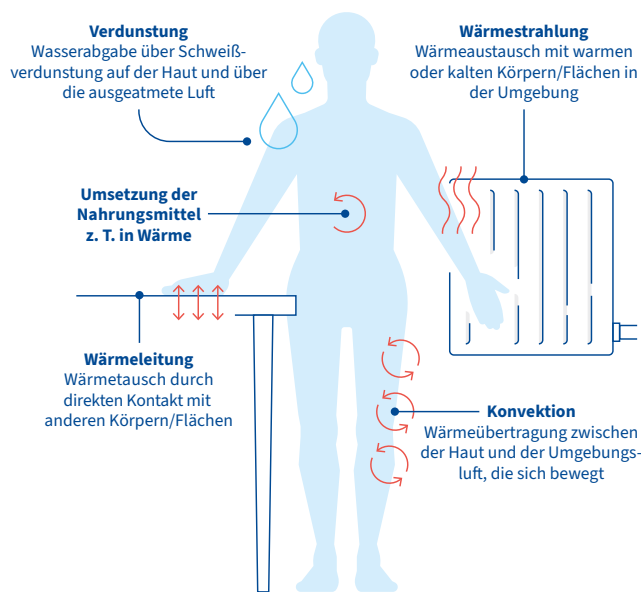 Verdunstung
Wasserabgabe über Schweiß-
verdunstung auf der Haut und über
die ausgeatmete Luft
Wärmestrahlung
Wärmeaustausch mit warmen
oder kalten Körpern/Flächen in
der Umgebung
Umsetzung der
Nahrungsmittel
z. T. in Wärme
Wärmeleitung
Wärmetausch durch
direkten Kontakt mit
anderen Körpern/Flächen
Konvektion
Wärmeübertragung zwischen
der Haut und der Umgebungs-
luft, die sich bewegt